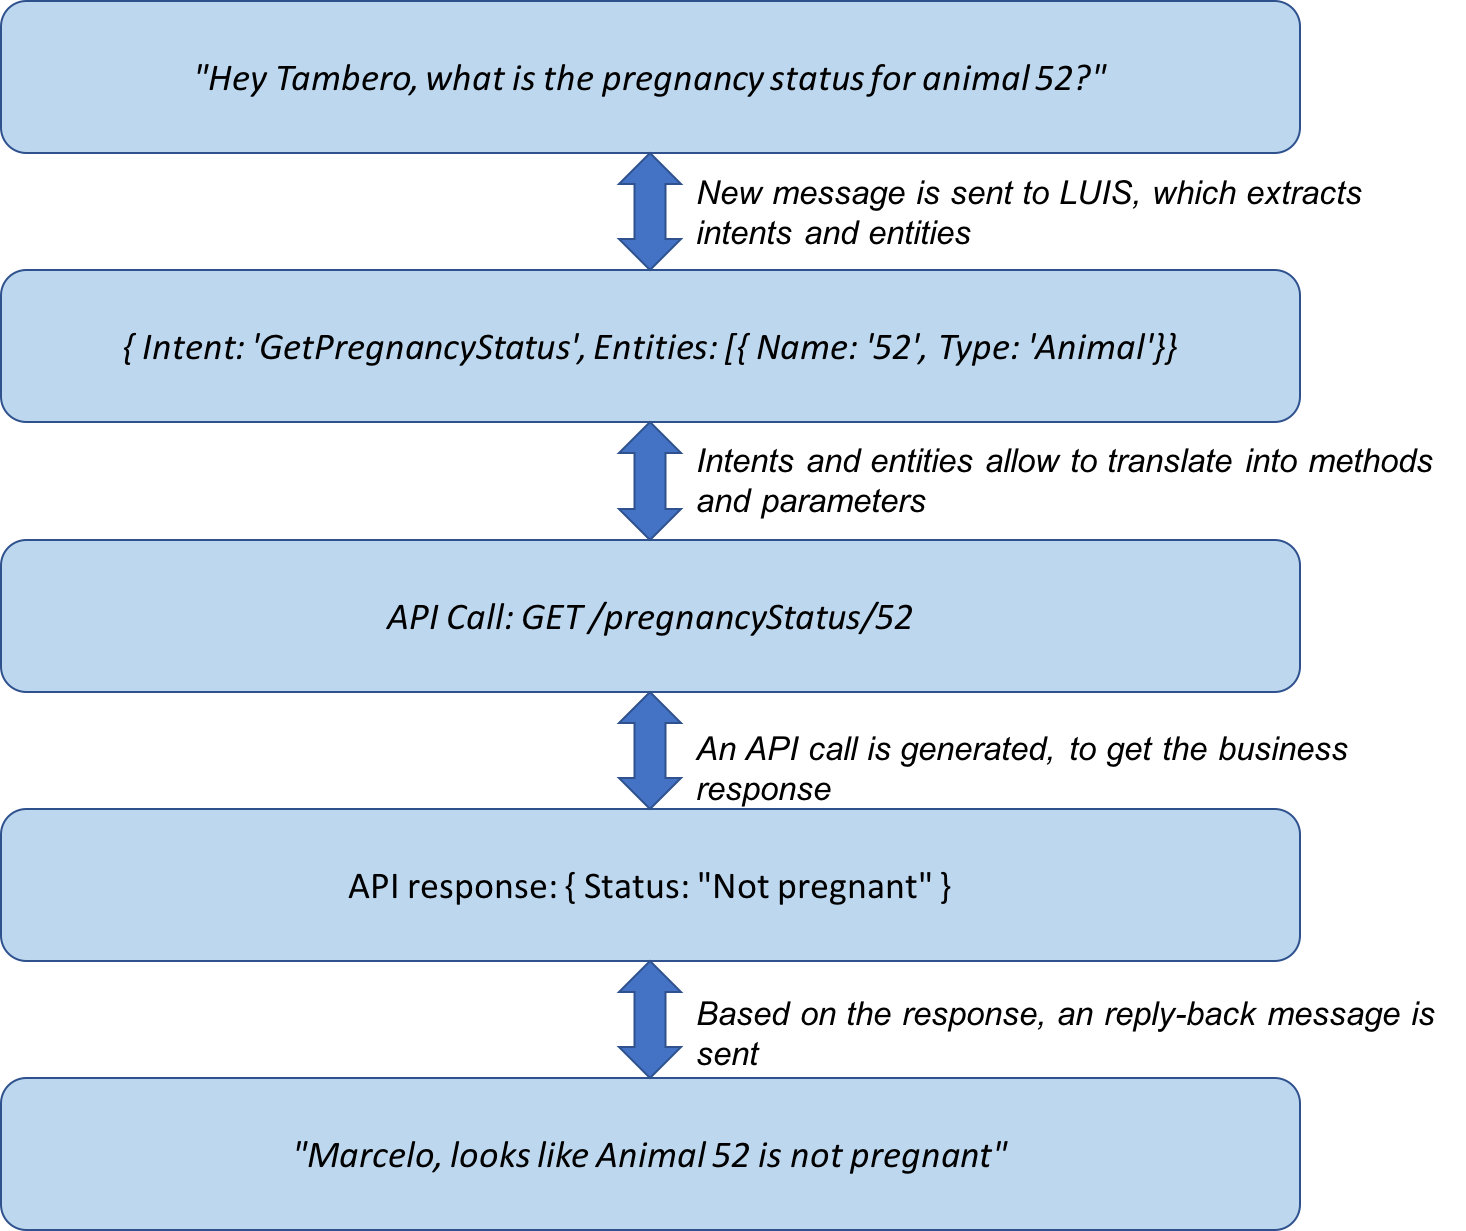 "Hey Tambero, what is the pregnancy status for animal 52?"
New message is sent to LUIS, which extracts
intents and entities
{ Intent: 'GetPregnancyStatus', Entities: [{ Name: '52', Type: 'Animal'}}
Intents and entities allow to translate into methods
and parameters
API Call: GET /pregnancyStatus/52
An API call is generated, to get the business
response
API response: { Status: "Not pregnant" }
Based on the response, an reply-back message is
sent
"Marcelo, looks like Animal 52 is not pregnant"